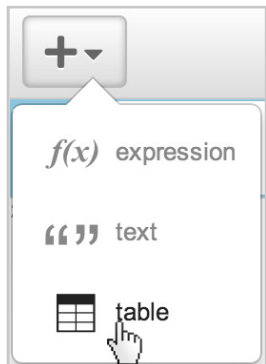 +
f(x) expression
“ ” text
table